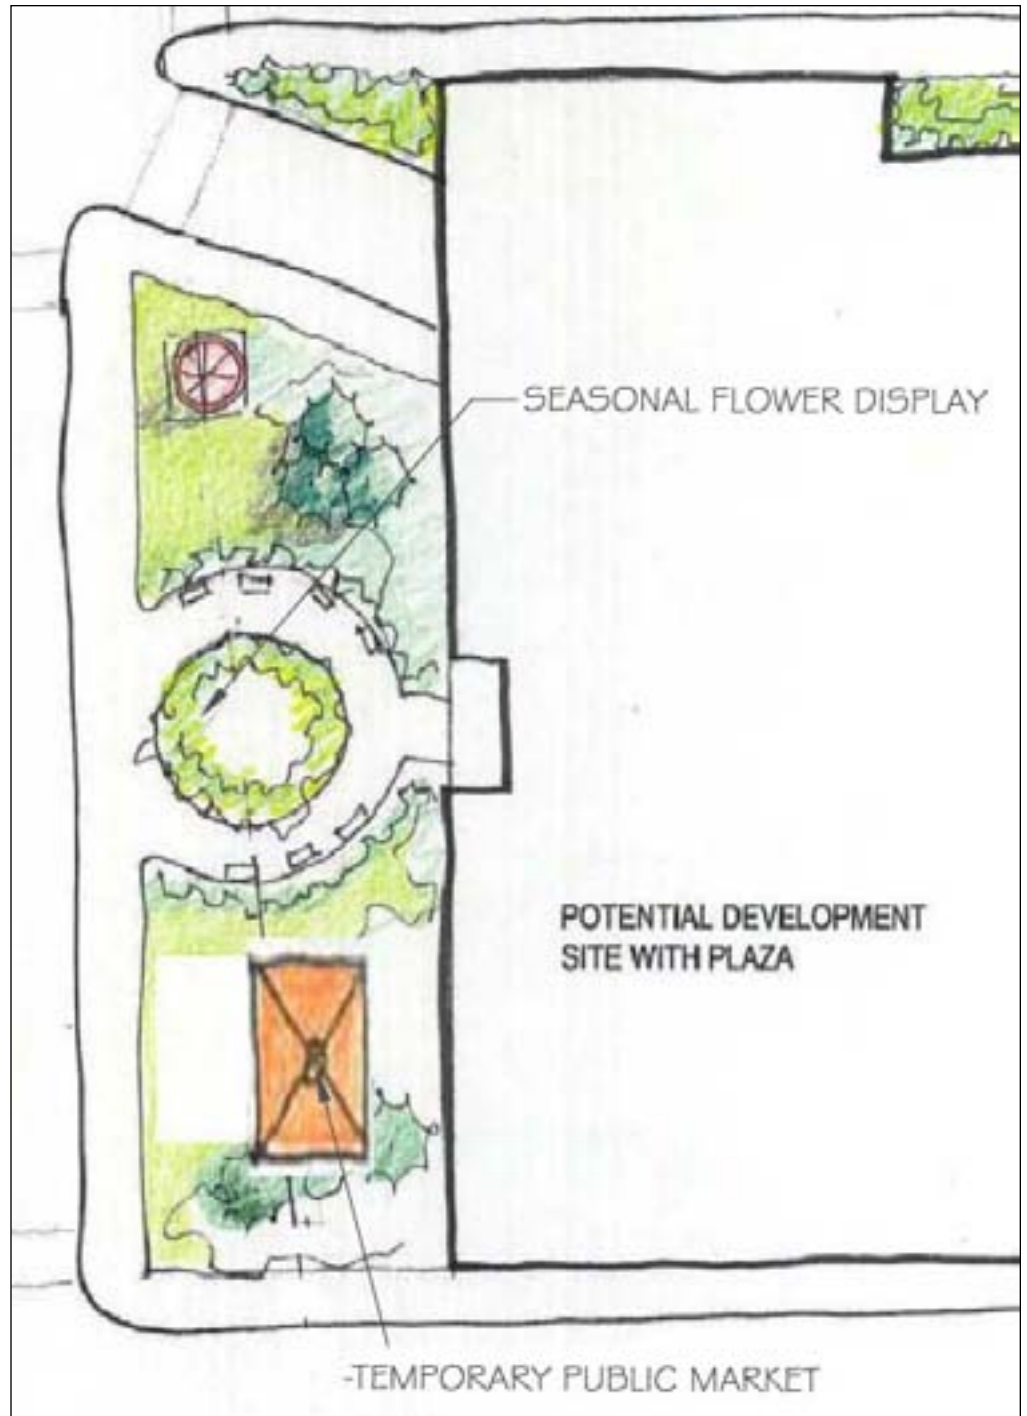 SEASONAL FLOWER DISPLAY
POTENTIAL DEVELOPMENT
SITE WITH PLAZA
-TEMPORARY PUBLIC MARKET